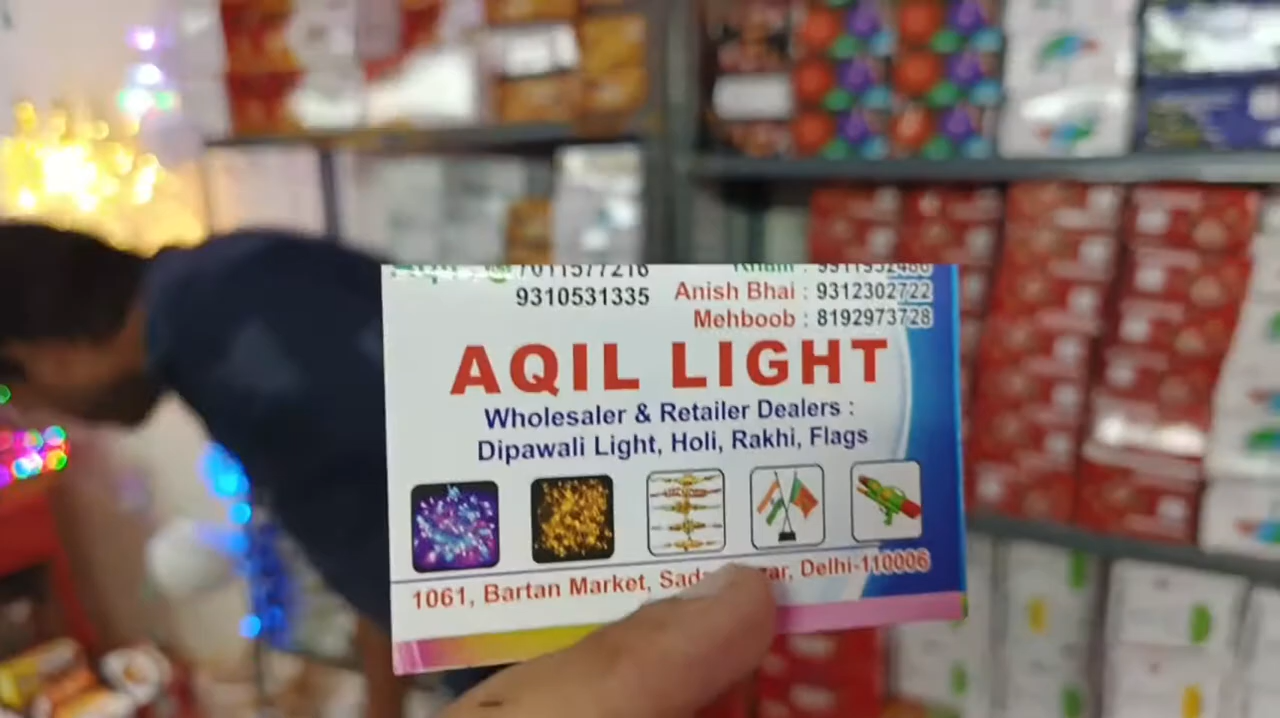 9310531335 Anish Bhai : 9312302722
Mehboob : 8192973728
AQIL LIGHT
Wholesaler & Retailer Dealers :
Dipawali Light, Holi, Rakhi, Flags
1061, Bartan Market, Delhi-110006